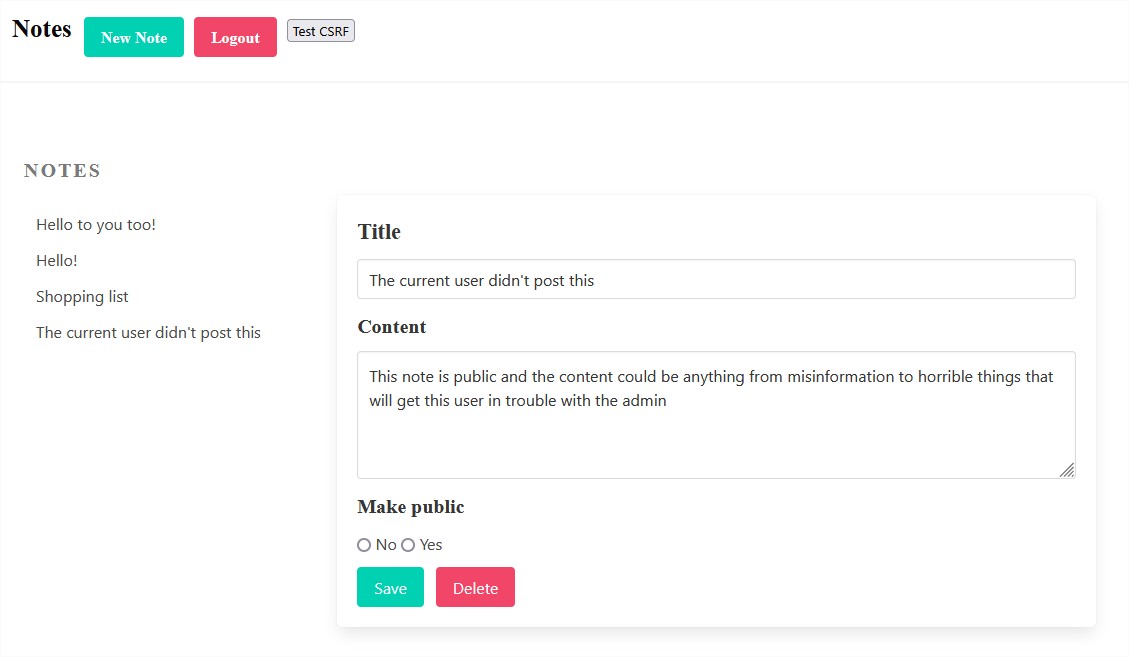 Notes New Note Logout Test CSRF
NOTES
Hello to you too!
Hello!
Shopping list
The current user didn't post this
Title
The current user didn't post this
Content
This note is public and the content could be anything from misinformation to horrible things that
will get this user in trouble with the admin
Make public
No Yes
Save Delete